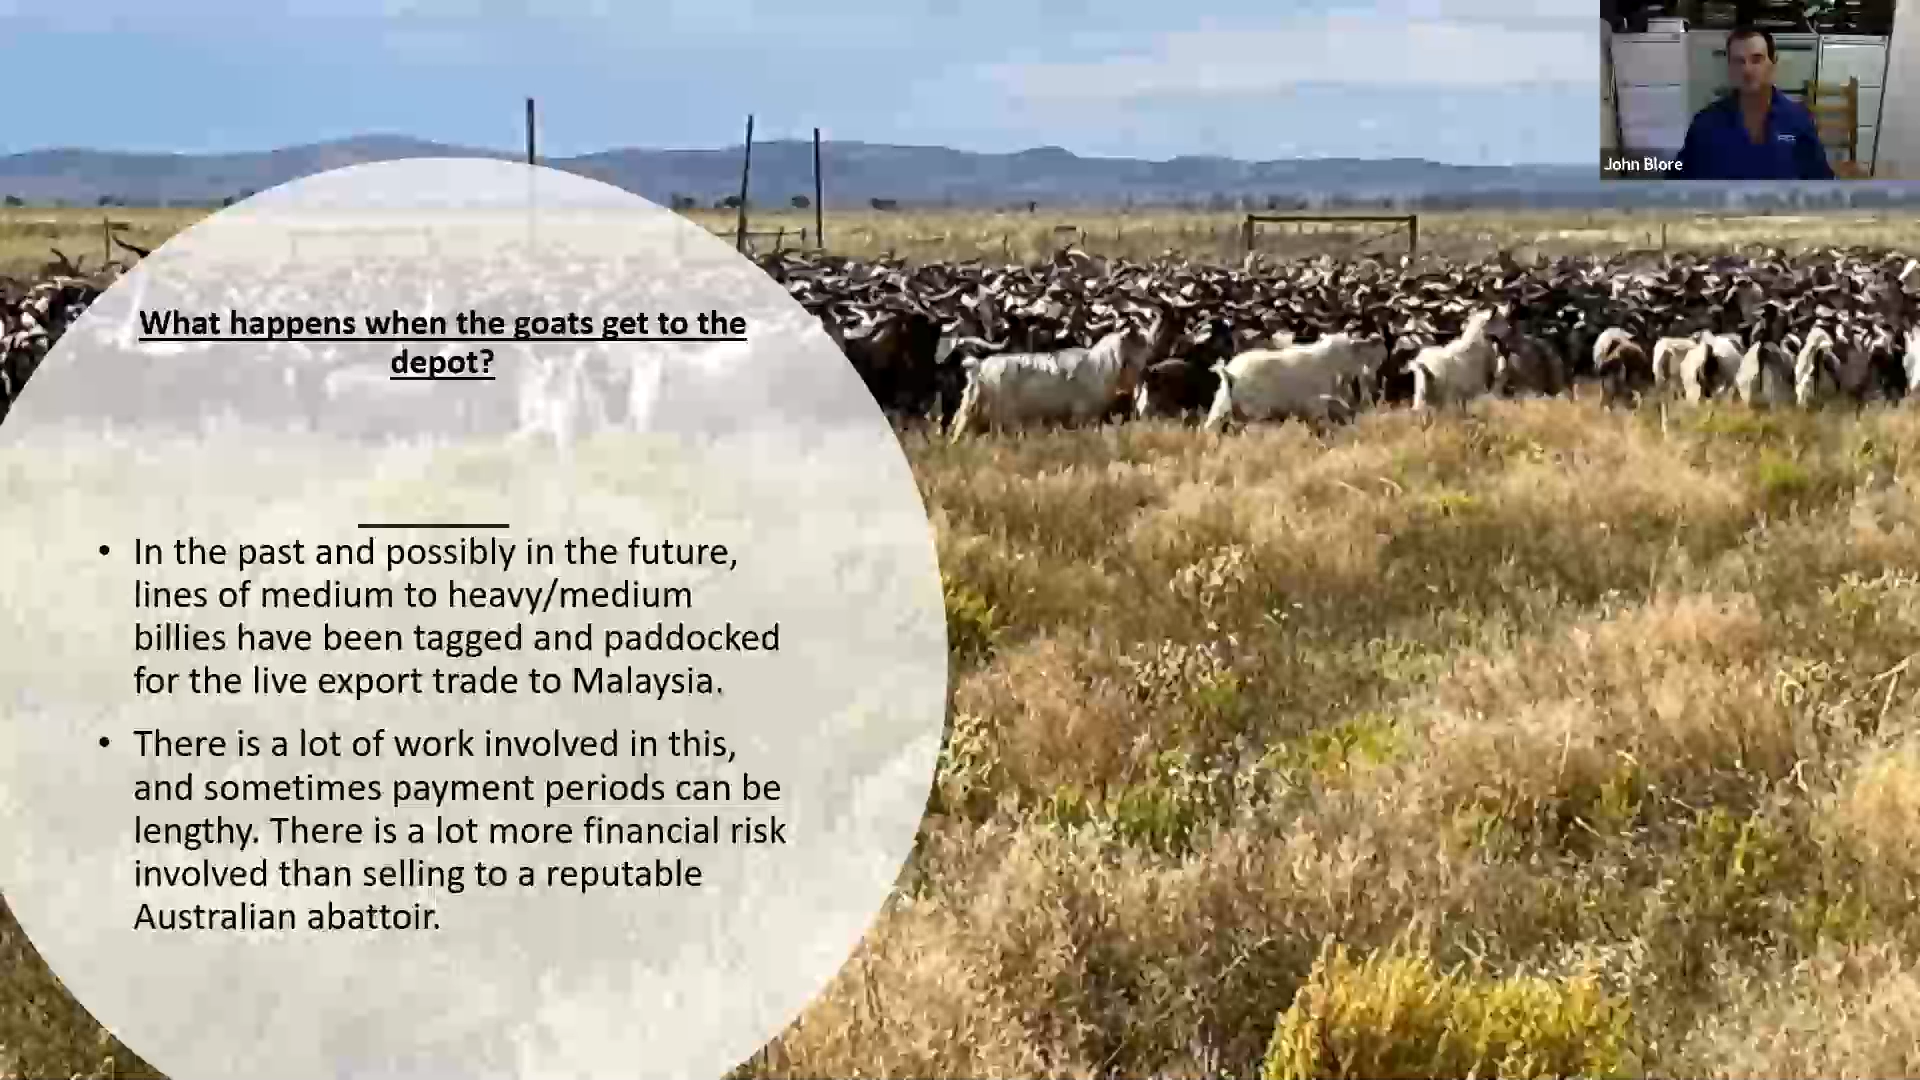 John Blore
What happens when the goats get to the
depot?
• In the past and possibly in the future,
lines of medium to heavy/medium
billies have been tagged and paddocked
for the live export trade to Malaysia.
• There is a lot of work involved in this,
and sometimes payment periods can be
lengthy. There is a lot more financial risk
involved than selling to a reputable
Australian abattoir.